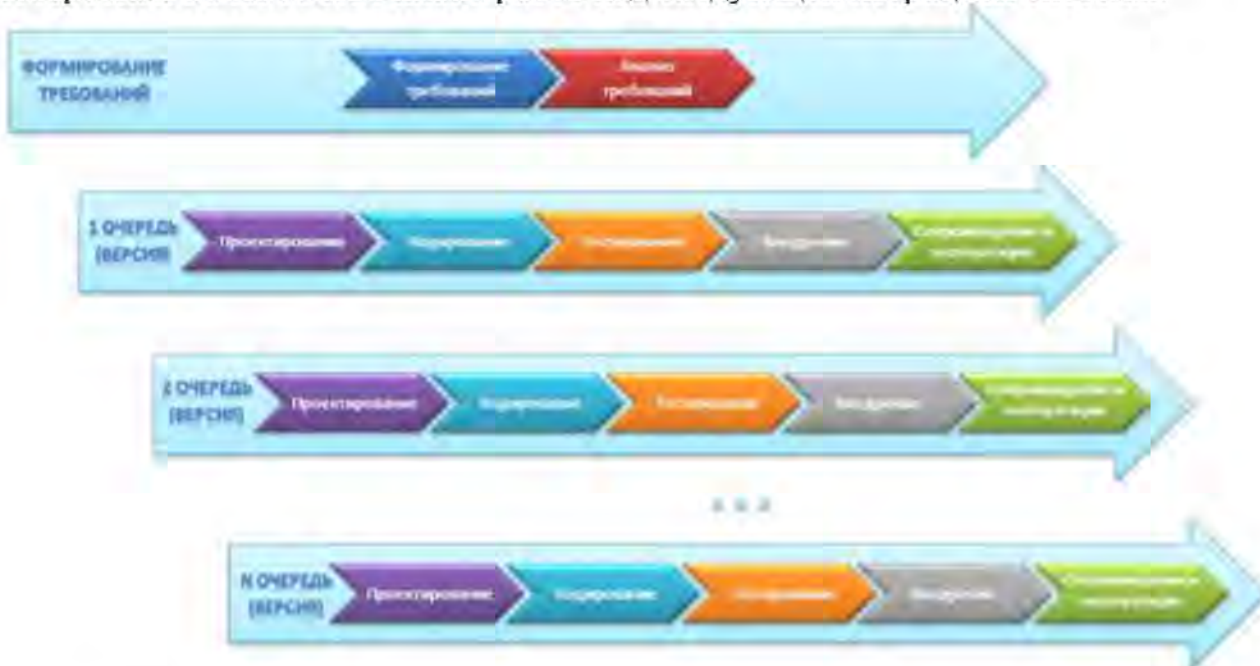 ФОРМИРОВАНИЕ
ТРЕБОВАНИЙ
Формирование
требований
Анализ
требований
1 ОЧЕРЕДЬ
(ВЕРСИЯ)
Проектирование
Кодирование
Тестирование
Внедрение
Сопровождение и
эксплуатация
2 ОЧЕРЕДЬ
(ВЕРСИЯ)
Проектирование
Кодирование
Тестирование
Внедрение
Сопровождение и
эксплуатация
N ОЧЕРЕДЬ
(ВЕРСИЯ)
Проектирование
Кодирование
Тестирование
Внедрение
Сопровождение и
эксплуатация